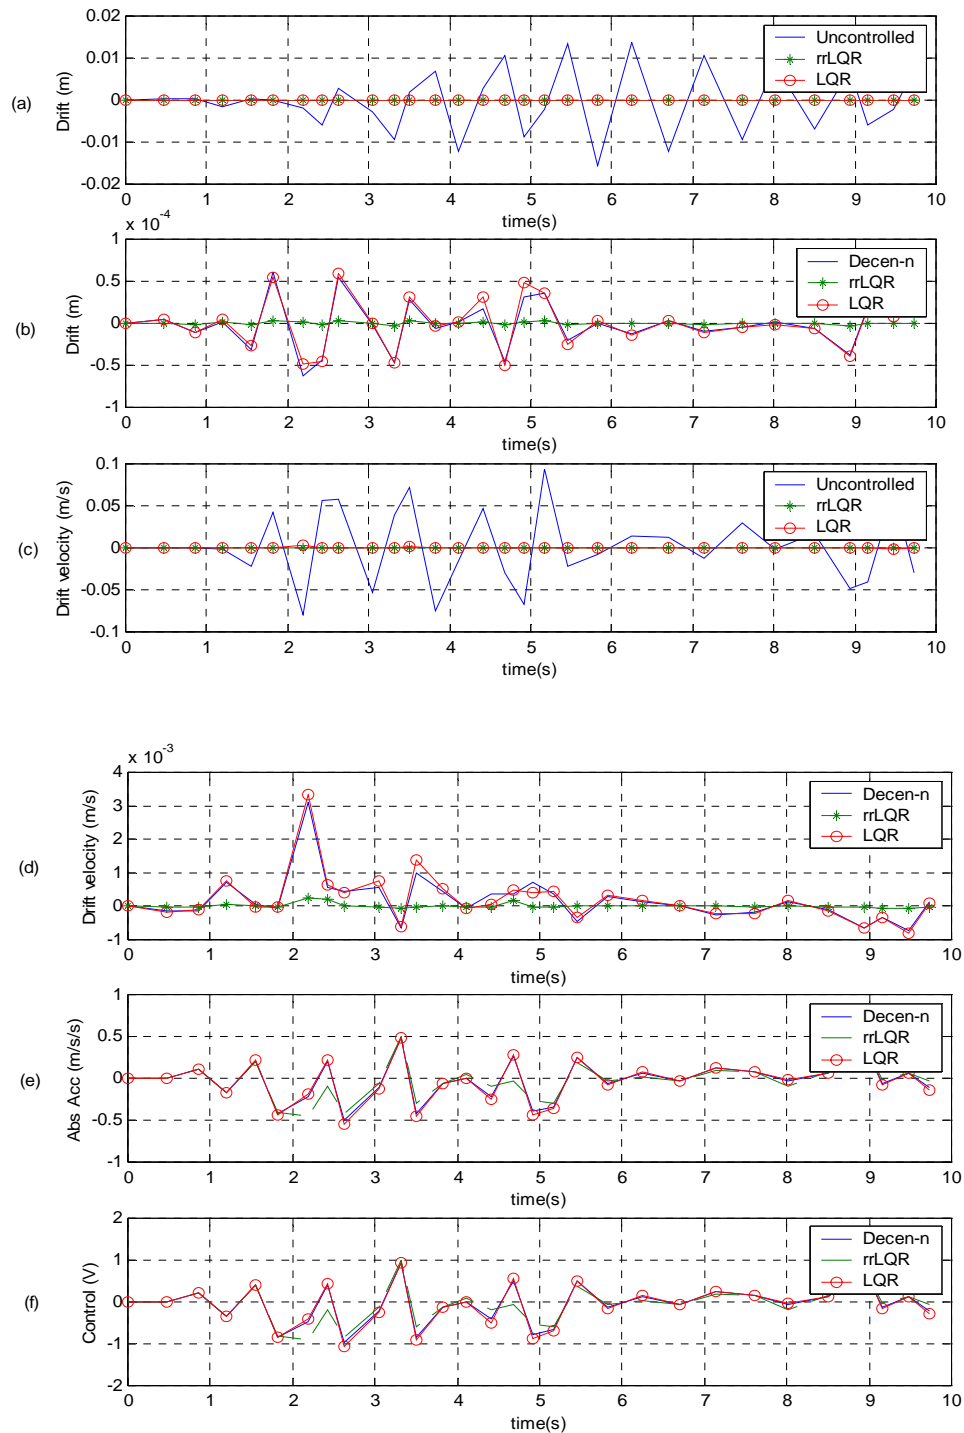 0.02
0.01
0
-0.01
-0.02
Drift (m)
(a)
Uncontrolled
rrLQR
LQR
0 1 2 3 4 5 6 7 8 9 10
time(s)
x 10-4
1
0.5
0
-0.5
-1
Drift (m)
(b)
Decen-n
rrLQR
LQR
0 1 2 3 4 5 6 7 8 9 10
time(s)
0.1
0.05
0
-0.05
-0.1
Drift velocity (m/s)
(c)
Uncontrolled
rrLQR
LQR
0 1 2 3 4 5 6 7 8 9 10
time(s)
x 10-3
4
3
2
1
0
-1
Drift velocity (m/s)
(d)
Decen-n
rrLQR
LQR
0 1 2 3 4 5 6 7 8 9 10
time(s)
1
0.5
0
-0.5
-1
Abs Acc (m/s/s)
(e)
Decen-n
rrLQR
LQR
0 1 2 3 4 5 6 7 8 9 10
time(s)
2
1
0
-1
-2
Control (V)
(f)
Decen-n
rrLQR
LQR
0 1 2 3 4 5 6 7 8 9 10
time(s)